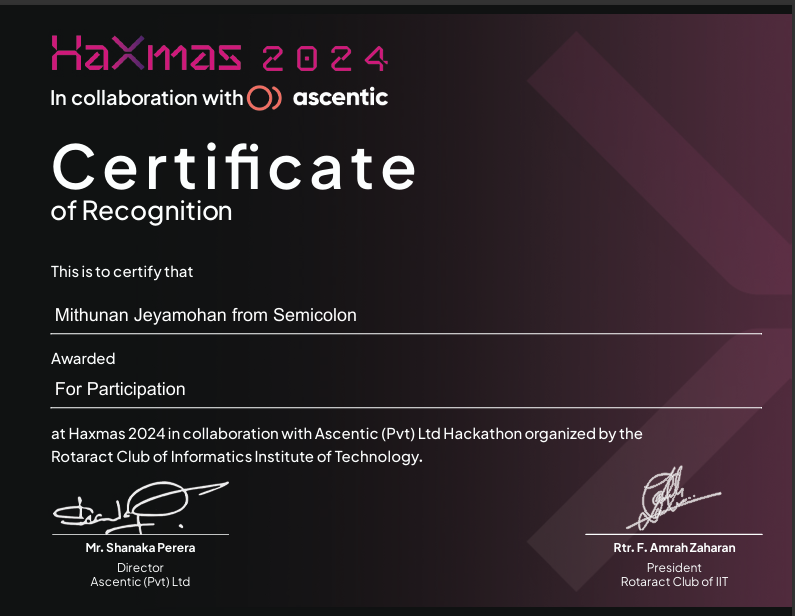 HaXmas 2024
In collaboration with ascentic
Certificate
of Recognition
This is to certify that
Mithunan Jeyamohan from Semicolon
Awarded
For Participation
at Haxmas 2024 in collaboration with Ascentic (Pvt) Ltd Hackathon organized by the
Rotaract Club of Informatics Institute of Technology.
Mr. Shanaka Perera
Director
Ascentic (Pvt) Ltd
Rtr. F. Amrah Zaharan
President
Rotaract Club of IIT